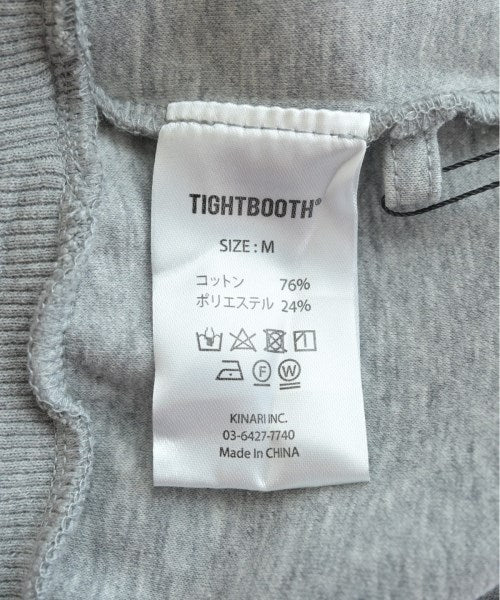 TIGHTBOOTH®
SIZE : M
コットン 76%
ポリエステル 24%
F W
KINARI INC.
03-6427-7740
Made In CHINA